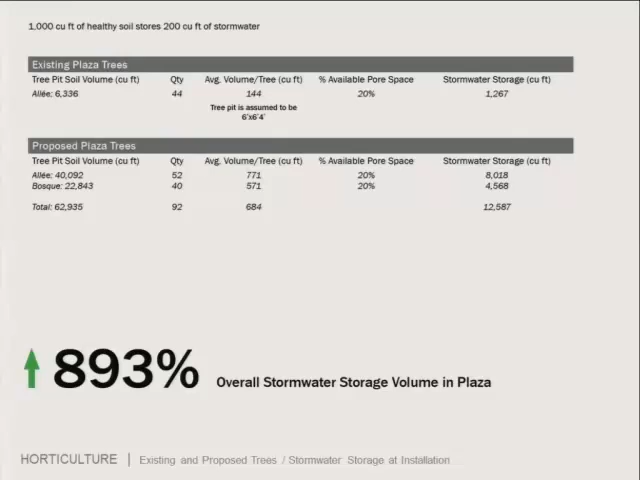 1,000 cu ft of healthy soil stores 200 cu ft of stormwater
Existing Plaza Trees
Tree Pit Soil Volume (cu ft) Qty Avg. Volume/Tree (cu ft) % Available Pore Space Stormwater Storage (cu ft)
Allée: 6,336 44 144 20% 1,267
Tree pit is assumed to be
6'x6'4'
Proposed Plaza Trees
Tree Pit Soil Volume (cu ft) Qty Avg. Volume/Tree (cu ft) % Available Pore Space Stormwater Storage (cu ft)
Allée: 40,092 52 771 20% 8,018
Bosque: 22,843 40 571 20% 4,568
Total: 62,935 92 684 12,587
893% Overall Stormwater Storage Volume in Plaza
HORTICULTURE | Existing and Proposed Trees / Stormwater Storage at Installation